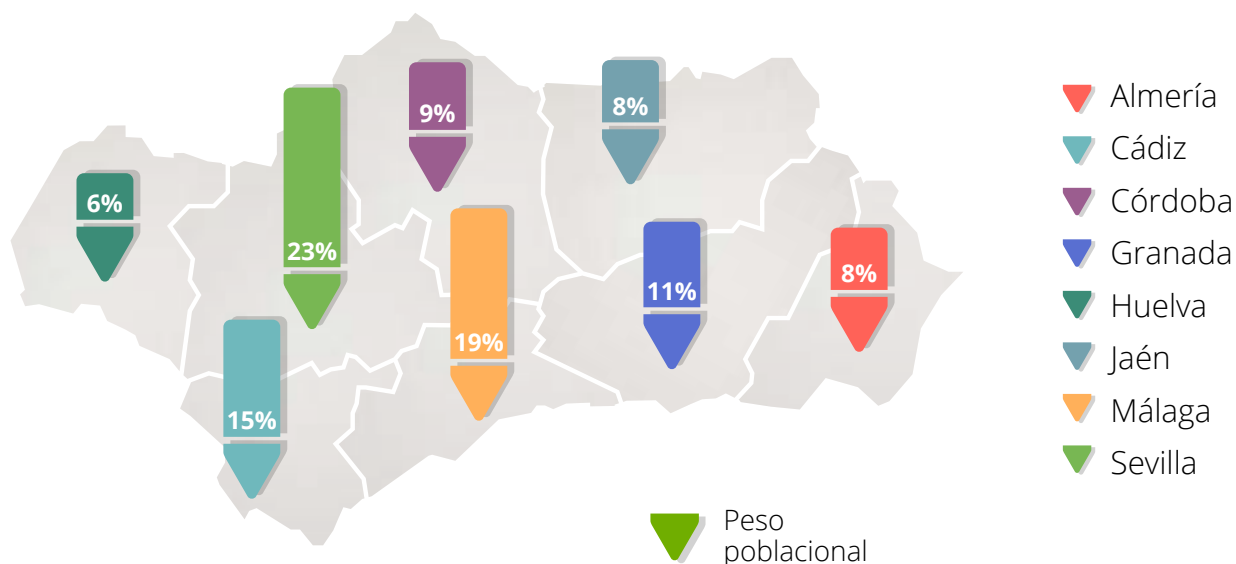 9%
8%
6%
23%
11%
8%
19%
15%
Almería
Cádiz
Córdoba
Granada
Huelva
Jaén
Málaga
Sevilla
Peso
poblacional